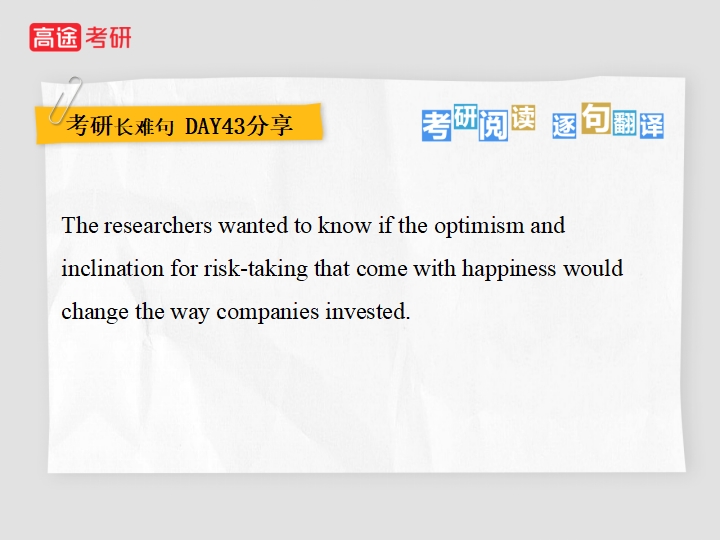 高途考研
考研长难句 DAY43分享
考研阅读 逐句翻译
The researchers wanted to know if the optimism and
inclination for risk-taking that come with happiness would
change the way companies invested.